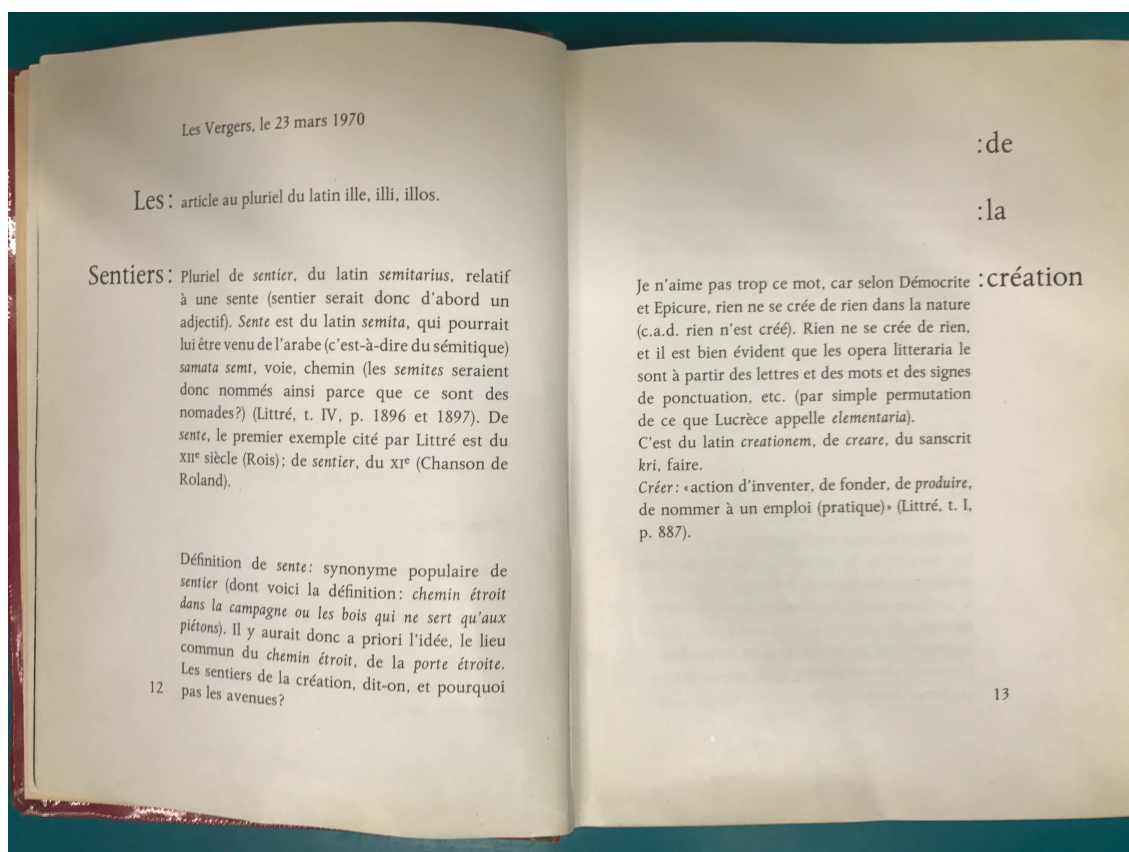 Les Vergers, le 23 mars 1970
Les: article au pluriel du latin ille, illi, illos.
Sentiers: Pluriel de sentier, du latin semitarius, relatif
à une sente (sentier serait donc d'abord un
adjectif). Sente est du latin semita, qui pourrait
lui être venu de l'arabe (c'est-à-dire du sémitique)
samata semt, voie, chemin (les semites seraient
donc nommés ainsi parce que ce sont des
nomades?) (Littré, t. IV, p. 1896 et 1897). De
sente, le premier exemple cité par Littré est du
XIIe siècle (Rois); de sentier, du XIe (Chanson de
Roland).
Définition de sente: synonyme populaire de
sentier (dont voici la définition: chemin étroit
dans la campagne ou les bois qui ne sert qu'aux
piétons). Il y aurait donc a priori l'idée, le lieu
commun du chemin étroit, de la porte étroite.
Les sentiers de la création, dit-on, et pourquoi
pas les avenues?
12
:de
:la
Je n'aime pas trop ce mot, car selon Démocrite :création
et Epicure, rien ne se crée de rien dans la nature
(c.a.d. rien n'est créé). Rien ne se crée de rien,
et il est bien évident que les opera litteraria le
sont à partir des lettres et des mots et des signes
de ponctuation, etc. (par simple permutation
de ce que Lucrèce appelle elementaria).
C'est du latin creationem, de creare, du sanscrit
kri, faire.
Créer: «action d'inventer, de fonder, de produire,
de nommer à un emploi (pratique)» (Littré, t. I,
p. 887).
13